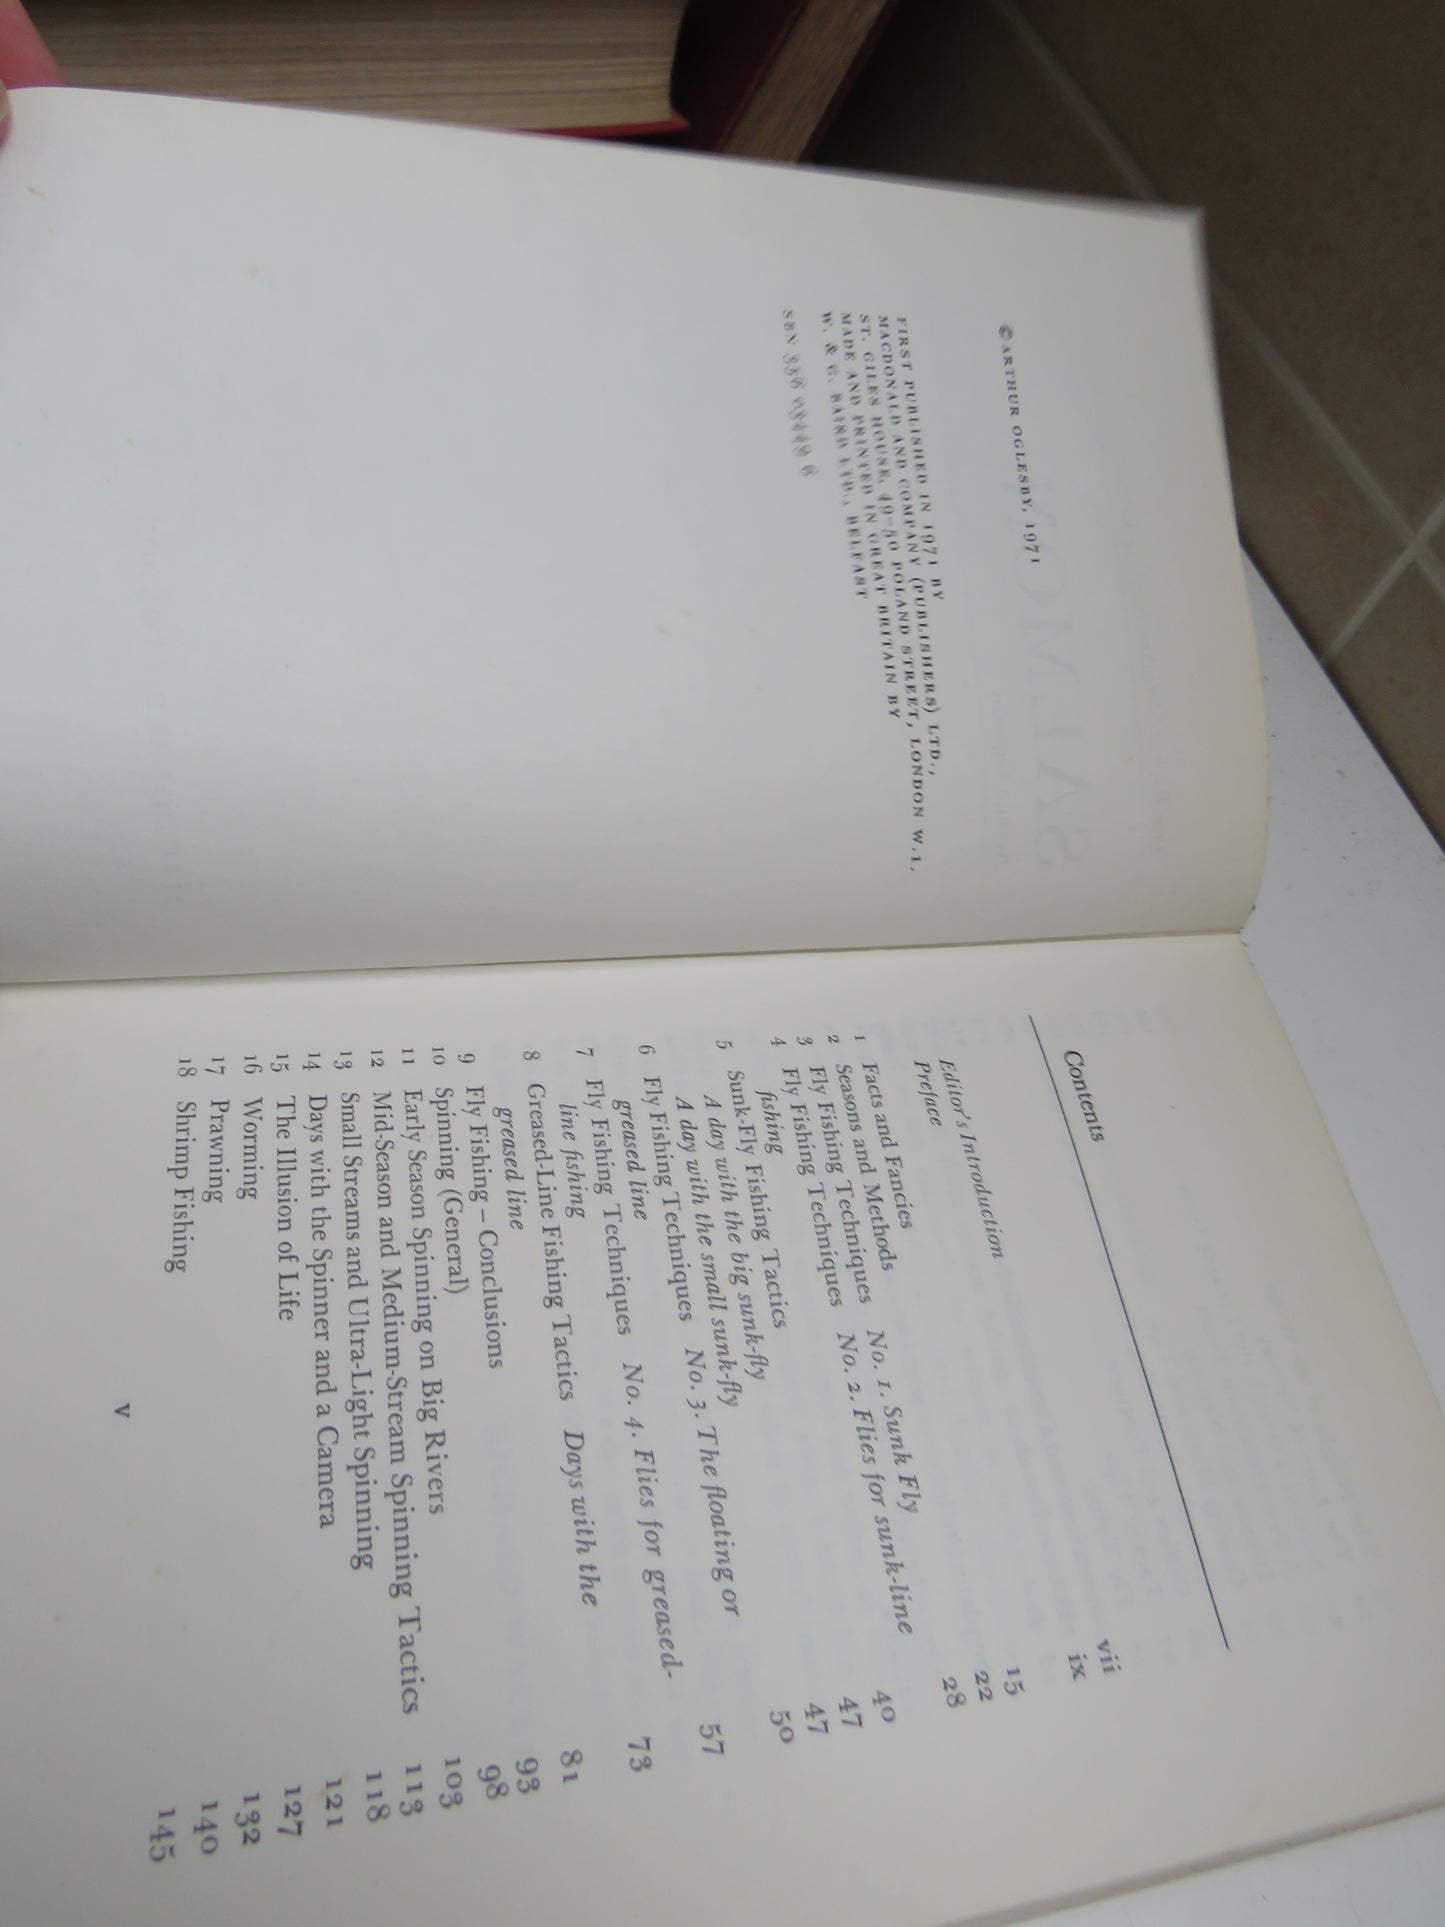 © ARTHUR OGLESBY, 1971
FIRST PUBLISHED IN 1971 BY
MACDONALD AND COMPANY (PUBLISHERS) LTD.,
ST. GILES HOUSE, 49–50 POLAND STREET, LONDON W.1.
MADE AND PRINTED IN GREAT BRITAIN BY
W. & G. BAIRD LTD., BELFAST
SBN 356
Contents
Editor's Introduction vii
Preface ix
1 Facts and Fancies 15
2 Seasons and Methods 22
3 Fly Fishing Techniques No. 1. Sunk Fly 28
4 Fly Fishing Techniques No. 2. Flies for sunk-line
fishing 40
5 Sunk-Fly Fishing Tactics 47
A day with the big sunk-fly 47
A day with the small sunk-fly 50
6 Fly Fishing Techniques No. 3. The floating or
greased line 57
7 Fly Fishing Techniques No. 4. Flies for greased-
line fishing 73
8 Greased-Line Fishing Tactics Days with the
greased line 81
9 Fly Fishing – Conclusions 93
10 Spinning (General) 98
11 Early Season Spinning on Big Rivers 103
12 Mid-Season and Medium-Stream Spinning Tactics 113
13 Small Streams and Ultra-Light Spinning 118
14 Days with the Spinner and a Camera 121
15 The Illusion of Life 127
16 Worming 132
17 Prawning 140
18 Shrimp Fishing 145
v